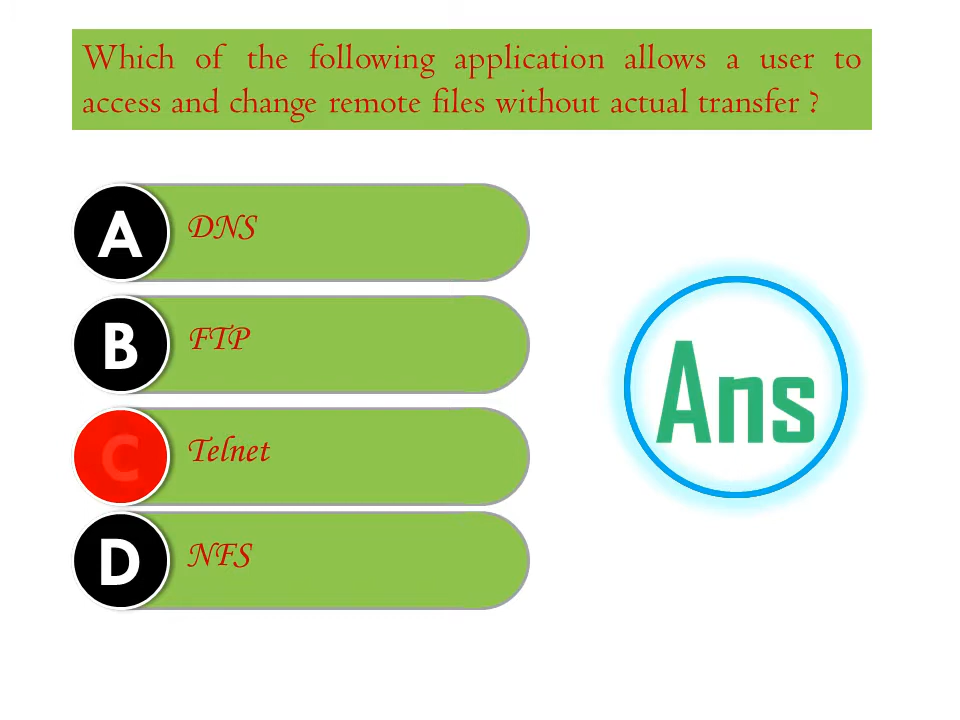 Which of the following application allows a user to
access and change remote files without actual transfer ?
A DNS
B FTP
C Telnet
D NFS
Ans